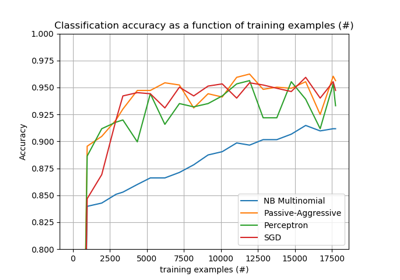 Classification accuracy as a function of training examples (#)
1.000
0.975
0.950
0.925
0.900
0.875
0.850
0.825
0.800
Accuracy
NB Multinomial
Passive-Aggressive
Perceptron
SGD
0 2500 5000 7500 10000 12500 15000 17500
training examples (#)